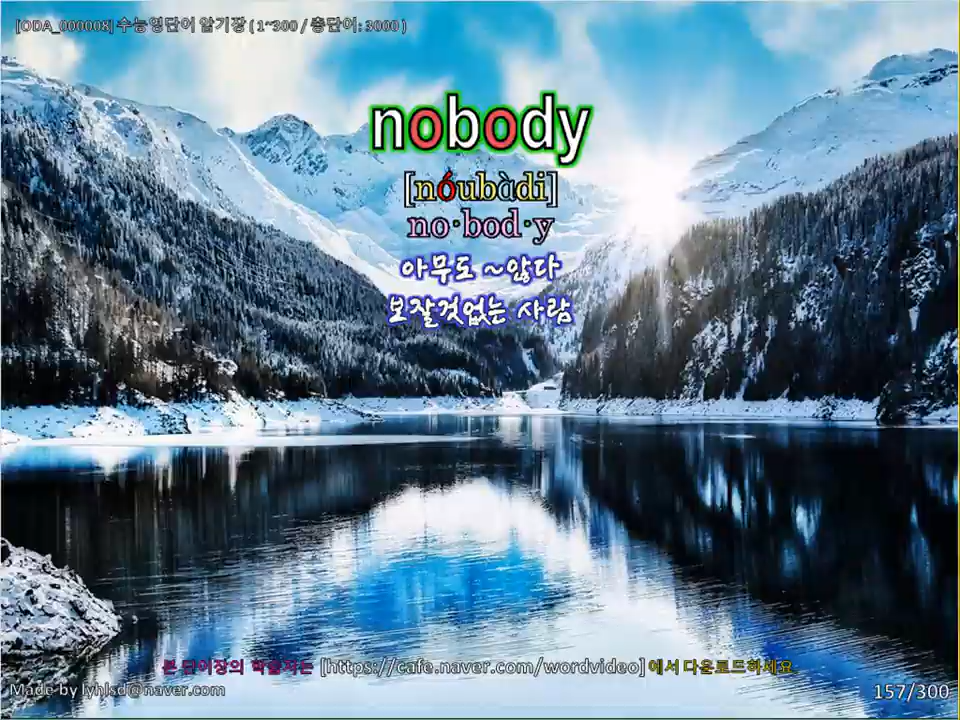 [ODA_000008] 수능영단어 암기장 ( 1~300 / 총단어: 3000 )
nobody
[nóubàdi]
no·bod·y
아무도 ~않다
보잘것없는 사람
본 단어장의 학습자는 [https://cafe.naver.com/wordvideo] 에서 다운로드하세요
Made by lyhlsd@naver.com
157/300